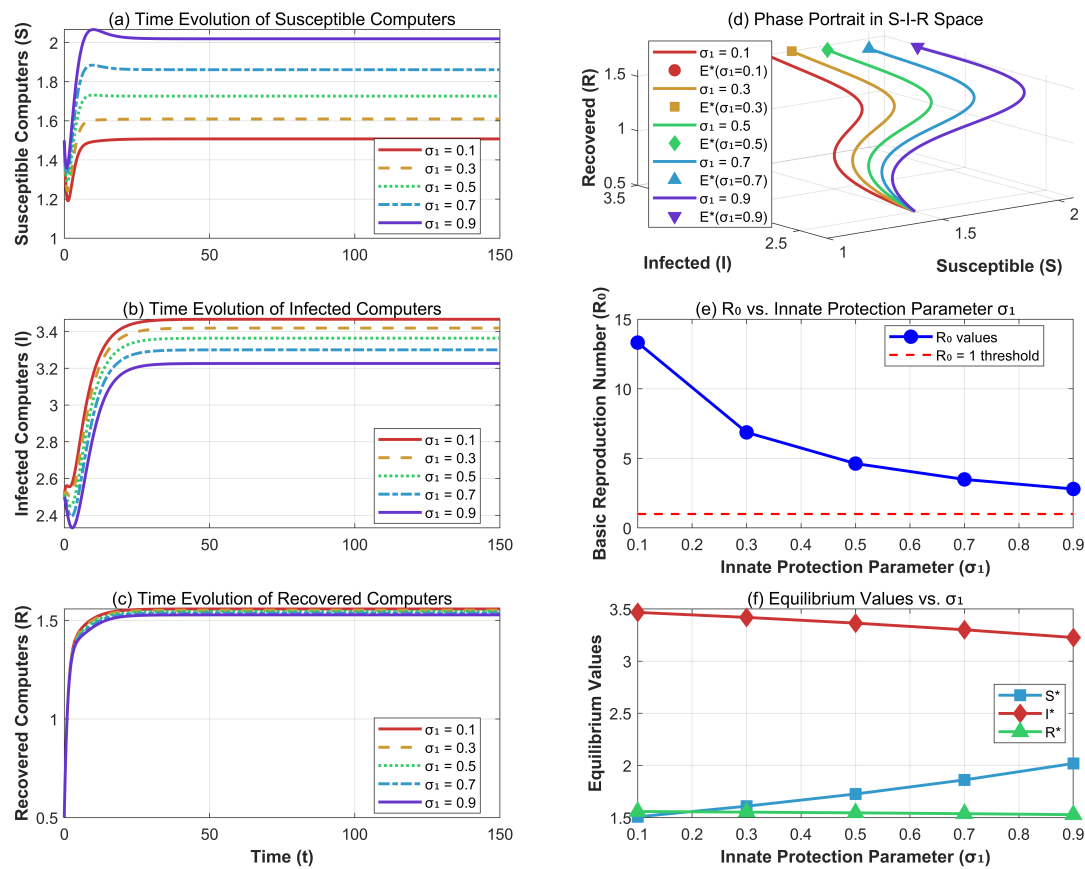 (a) Time Evolution of Susceptible Computers
Susceptible Computers (S)
2
1.8
1.6
1.4
1.2
1
0
50
100
150
σ₁ = 0.1
σ₁ = 0.3
σ₁ = 0.5
σ₁ = 0.7
σ₁ = 0.9
(d) Phase Portrait in S-I-R Space
Recovered (R)
1.5
1
0.5
3.5
2.5
1
1.5
2
Infected (I)
Susceptible (S)
σ₁ = 0.1
E*(σ₁=0.1)
σ₁ = 0.3
E*(σ₁=0.3)
σ₁ = 0.5
E*(σ₁=0.5)
σ₁ = 0.7
E*(σ₁=0.7)
σ₁ = 0.9
E*(σ₁=0.9)
(b) Time Evolution of Infected Computers
Infected Computers (I)
3.4
3.2
3
2.8
2.6
2.4
0
50
100
150
σ₁ = 0.1
σ₁ = 0.3
σ₁ = 0.5
σ₁ = 0.7
σ₁ = 0.9
(e) R₀ vs. Innate Protection Parameter σ₁
Basic Reproduction Number (R₀)
15
10
5
0
0.1
0.2
0.3
0.4
0.5
0.6
0.7
0.8
0.9
Innate Protection Parameter (σ₁)
R₀ values
R₀ = 1 threshold
(c) Time Evolution of Recovered Computers
Recovered Computers (R)
1.5
1
0.5
0
50
100
150
Time (t)
σ₁ = 0.1
σ₁ = 0.3
σ₁ = 0.5
σ₁ = 0.7
σ₁ = 0.9
(f) Equilibrium Values vs. σ₁
Equilibrium Values
3.5
3
2.5
2
1.5
0.1
0.2
0.3
0.4
0.5
0.6
0.7
0.8
0.9
Innate Protection Parameter (σ₁)
S*
I*
R*